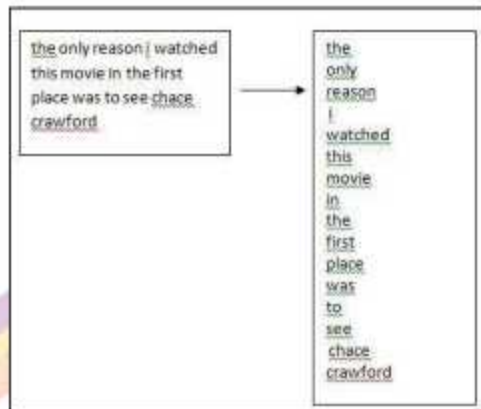 the only reason i watched
this movie in the first
place was to see chace
crawford
the
only
reason
i
watched
this
movie
in
the
first
place
was
to
see
chace
crawford